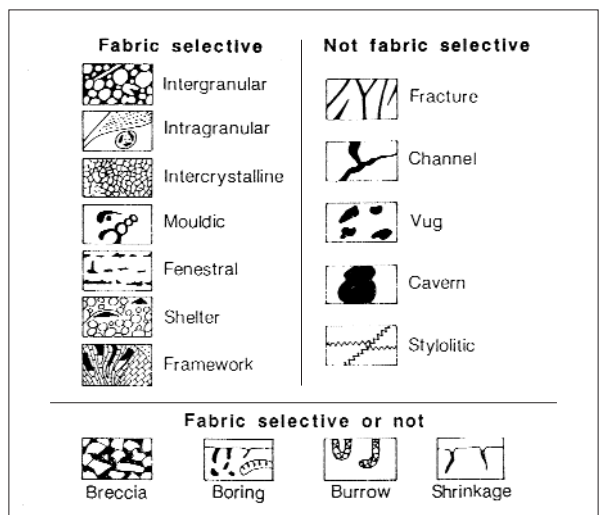 Fabric selective
Intergranular
Intragranular
Intercrystalline
Mouldic
Fenestral
Shelter
Framework
Not fabric selective
Fracture
Channel
Vug
Cavern
Stylolitic
Fabric selective or not
Breccia
Boring
Burrow
Shrinkage